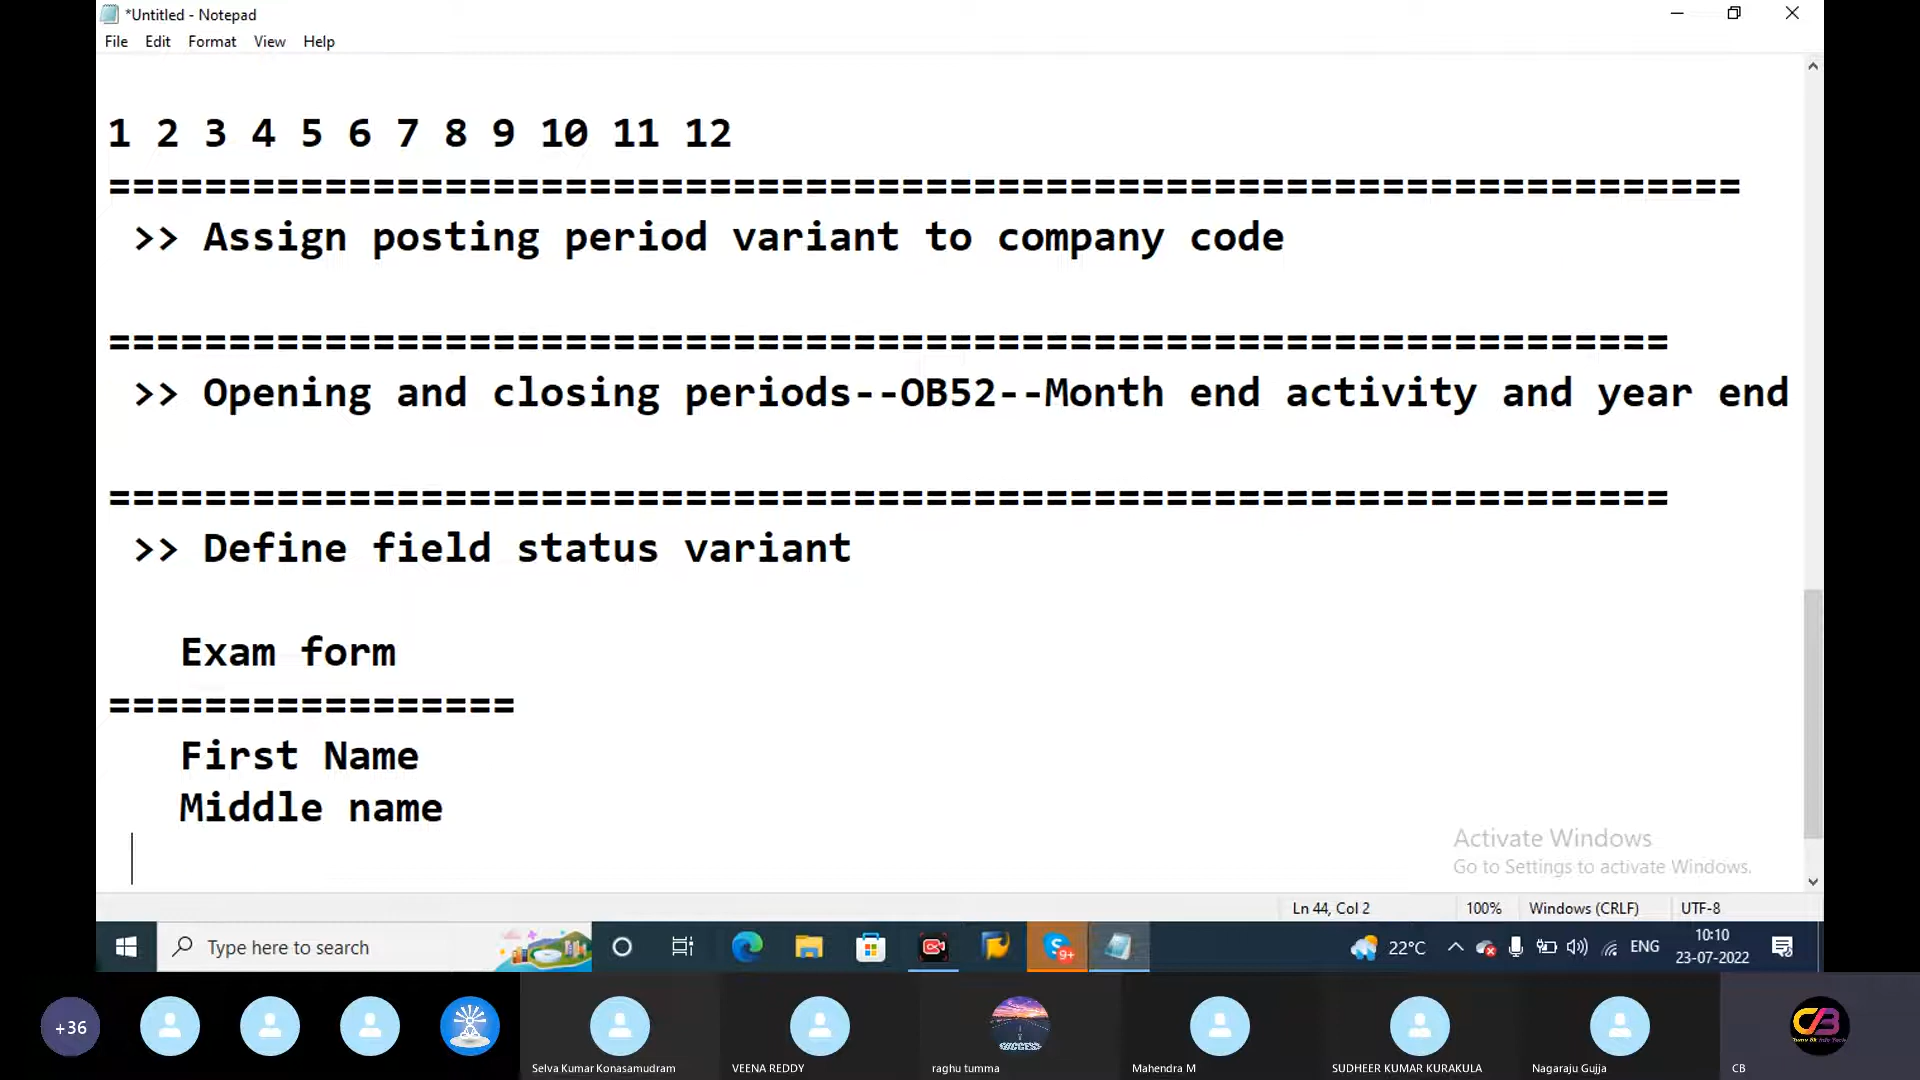 *Untitled - Notepad
File Edit Format View Help
1 2 3 4 5 6 7 8 9 10 11 12
====================================================================
>> Assign posting period variant to company code
=================================================================
>> Opening and closing periods--OB52--Month end activity and year end
=================================================================
>> Define field status variant
Exam form
=================
First Name
Middle name
Activate Windows
Go to Settings to activate Windows.
Ln 44, Col 2 100% Windows (CRLF) UTF-8
Type here to search
9+
22°C
ENG
10:10
23-07-2022
+36
Selva Kumar Konasamudram
VEENA REDDY
raghu tumma
Mahendra M
SUDHEER KUMAR KURAKULA
Nagaraju Gujja
CB